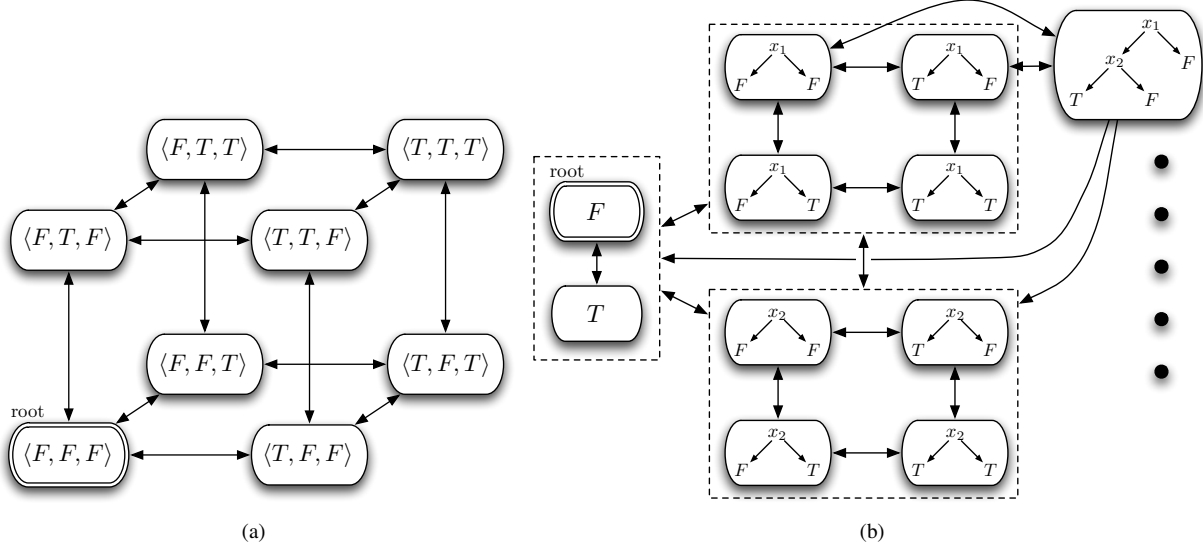 ⟨F, T, T⟩
⟨T, T, T⟩
⟨F, T, F⟩
⟨T, T, F⟩
⟨F, F, T⟩
⟨T, F, T⟩
root
⟨F, F, F⟩
⟨T, F, F⟩
(a)
x₁
F F
x₁
T F
x₁
F T
x₁
T T
x₁
x₂ F
T F
root
F
T
x₂
F F
x₂
T F
x₂
F T
x₂
T T
(b)